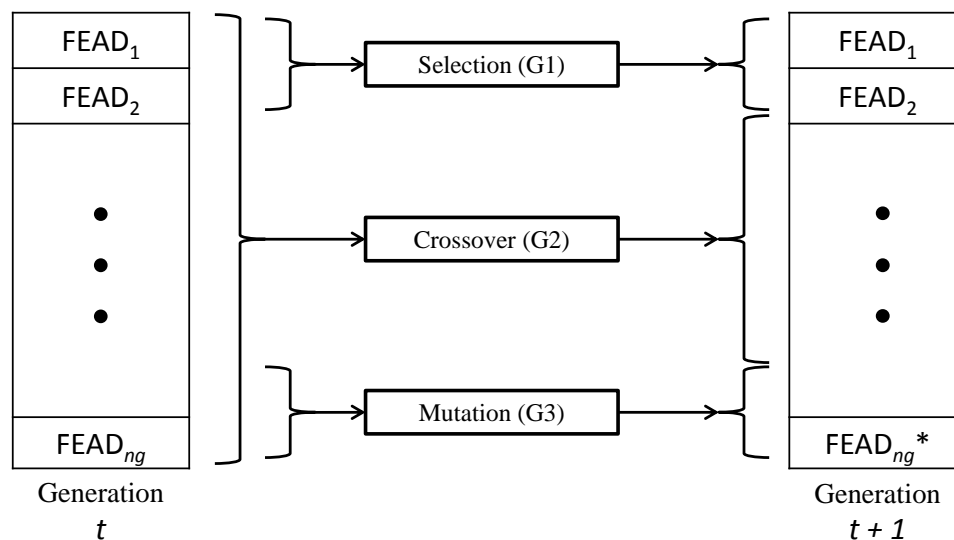 FEAD1
FEAD2
FEADng
Generation
t
Selection (G1)
Crossover (G2)
Mutation (G3)
FEAD1
FEAD2
FEADng*
Generation
t + 1